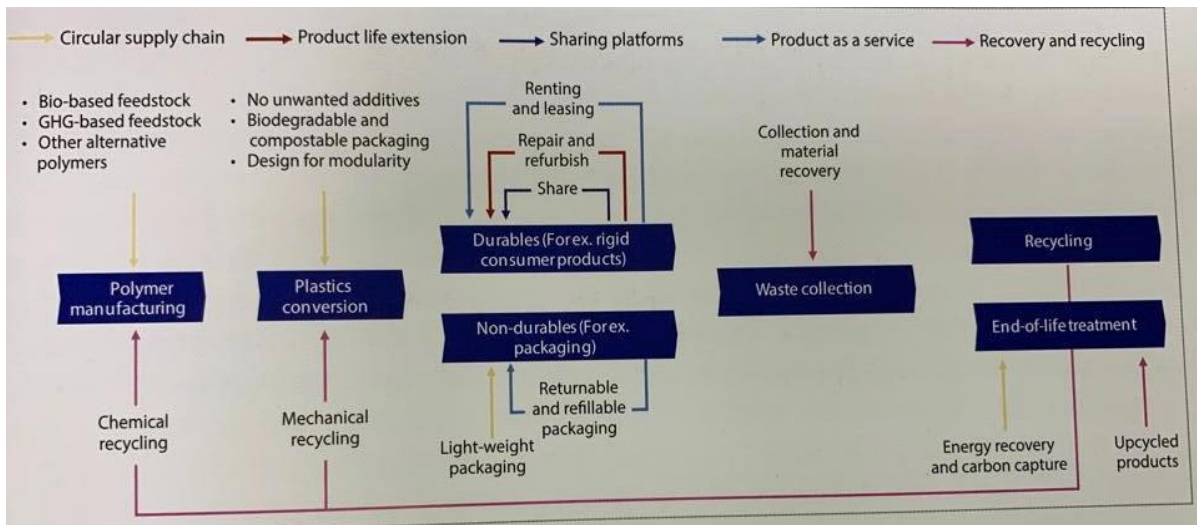 Circular supply chain
Product life extension
Sharing platforms
Product as a service
Recovery and recycling
• Bio-based feedstock
• GHG-based feedstock
• Other alternative
polymers
• No unwanted additives
• Biodegradable and
compostable packaging
• Design for modularity
Renting
and leasing
Repair and
refurbish
Share
Collection and
material
recovery
Durables (Forex. rigid
consumer products)
Recycling
Polymer
manufacturing
Plastics
conversion
Waste collection
Non-durables (Forex.
packaging)
End-of-life treatment
Chemical
recycling
Mechanical
recycling
Light-weight
packaging
Returnable
and refillable
packaging
Energy recovery
and carbon capture
Upcycled
products